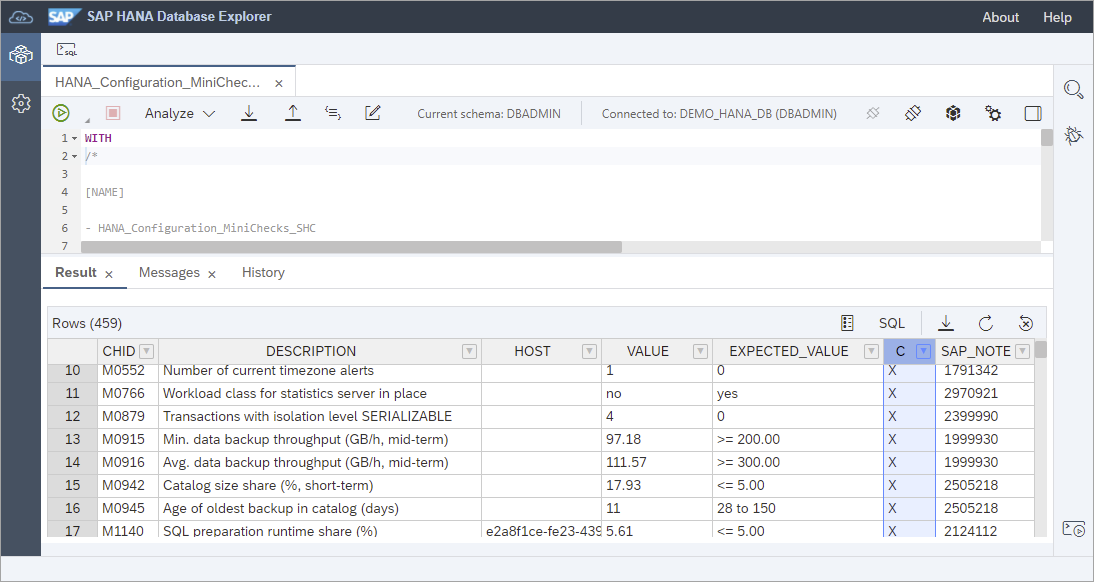 SAP SAP HANA Database Explorer About Help
SQL
HANA_Configuration_MiniChec... ×
Analyze Current schema: DBADMIN Connected to: DEMO_HANA_DB (DBADMIN)
1 WITH
2 /*
3
4 [NAME]
5
6 - HANA_Configuration_MiniChecks_SHC
7
Result × Messages × History
Rows (459) SQL
CHID DESCRIPTION HOST VALUE EXPECTED_VALUE C SAP_NOTE
10 M0552 Number of current timezone alerts 1 0 X 1791342
11 M0766 Workload class for statistics server in place no yes X 2970921
12 M0879 Transactions with isolation level SERIALIZABLE 4 0 X 2399990
13 M0915 Min. data backup throughput (GB/h, mid-term) 97.18 >= 200.00 X 1999930
14 M0916 Avg. data backup throughput (GB/h, mid-term) 111.57 >= 300.00 X 1999930
15 M0942 Catalog size share (%, short-term) 17.93 <= 5.00 X 2505218
16 M0945 Age of oldest backup in catalog (days) 11 28 to 150 X 2505218
17 M1140 SQL preparation runtime share (%) e2a8f1ce-fe23-439 5.61 <= 5.00 X 2124112